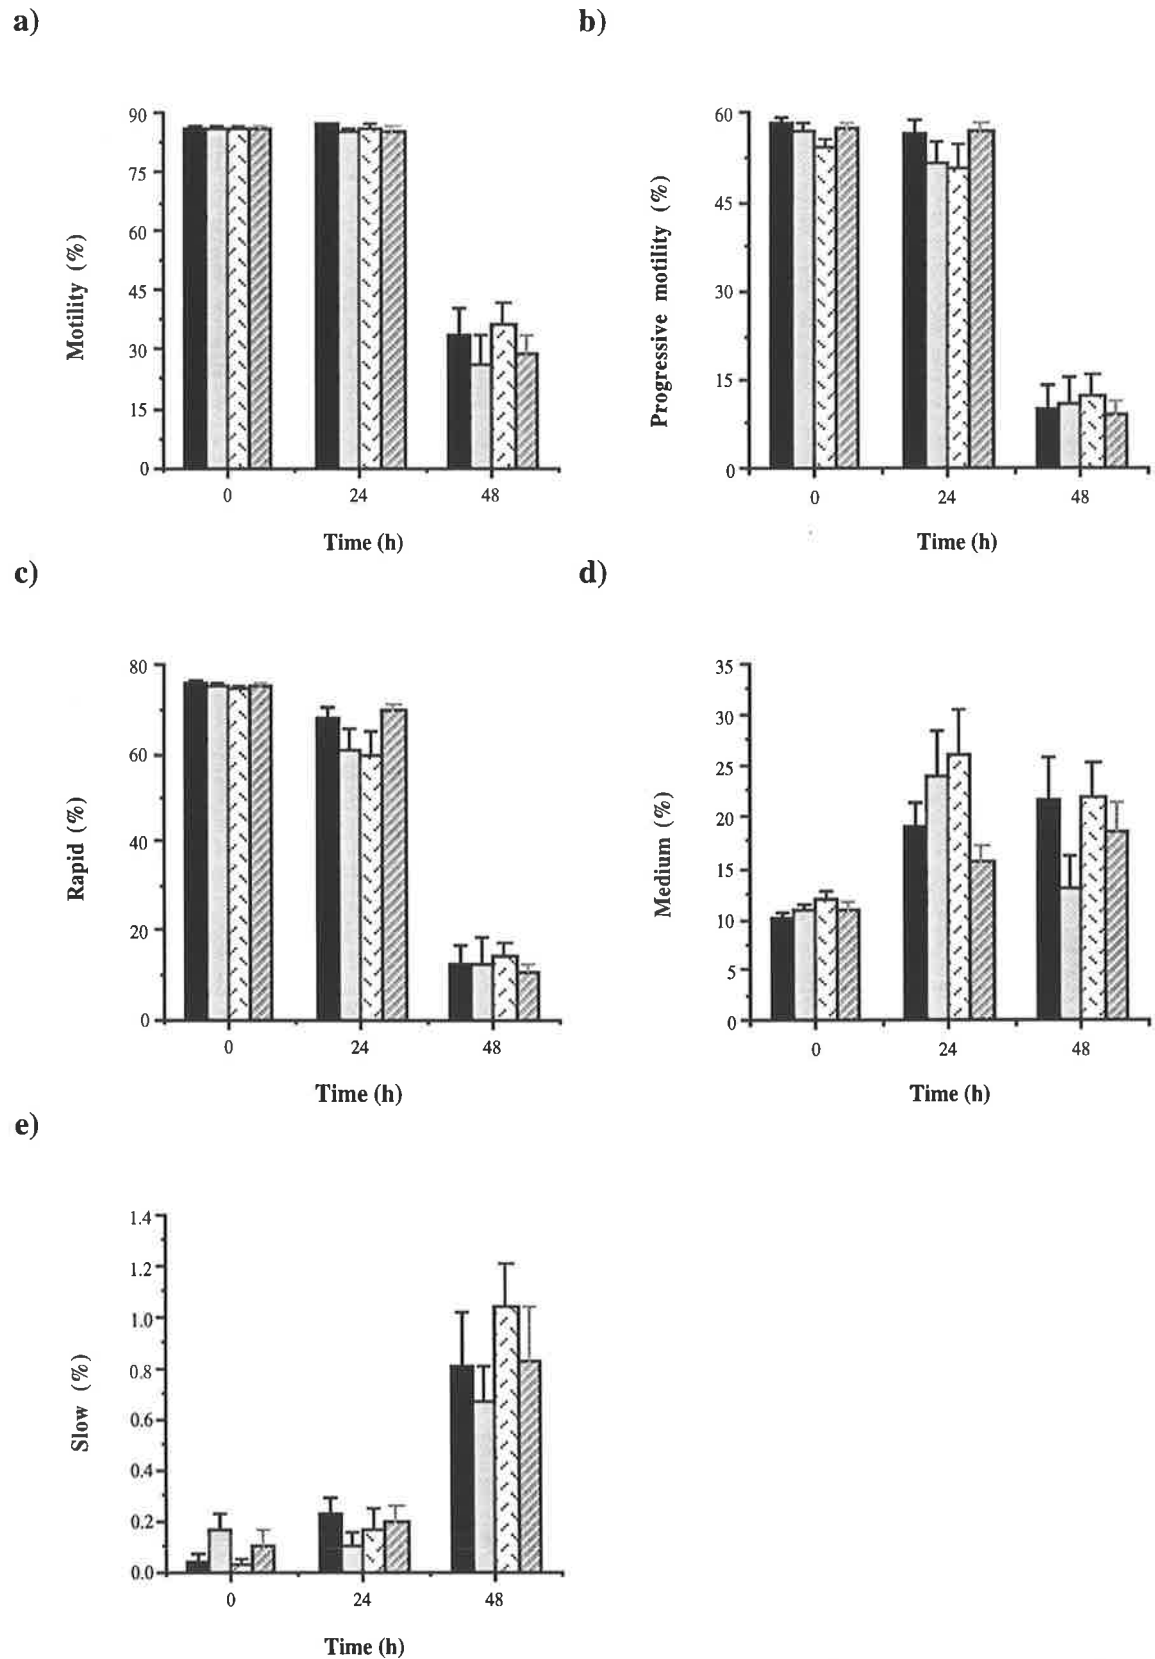 a)
90
75
60
45
30
15
0
Motility (%)
0 24 48
Time (h)
b)
60
45
30
15
0
Progressive motility (%)
0 24 48
Time (h)
c)
80
60
40
20
0
Rapid (%)
0 24 48
Time (h)
d)
35
30
25
20
15
10
5
0
Medium (%)
0 24 48
Time (h)
e)
1.4
1.2
1.0
0.8
0.6
0.4
0.2
0.0
Slow (%)
0 24 48
Time (h)